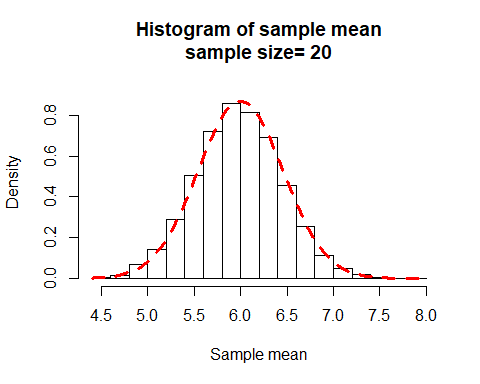 Histogram of sample mean
sample size= 20
Density
0.0 0.2 0.4 0.6 0.8
4.5 5.0 5.5 6.0 6.5 7.0 7.5 8.0
Sample mean